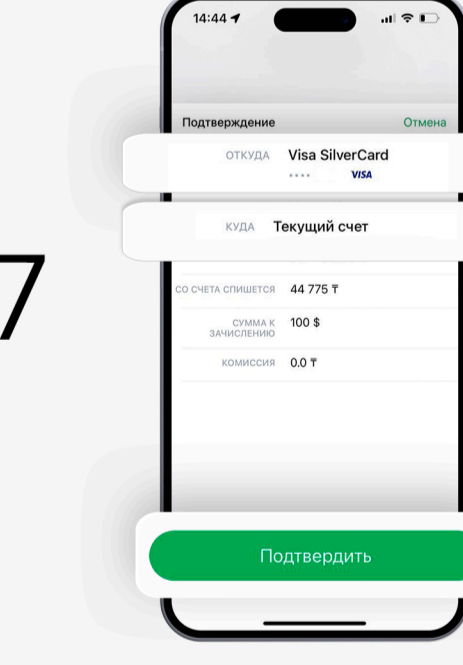 14:44
Подтверждение Отмена
ОТКУДА Visa SilverCard
•••• VISA
КУДА Текущий счет
7
СО СЧЕТА СПИШЕТСЯ 44 775 ₸
СУММА К 100 $
ЗАЧИСЛЕНИЮ
КОМИССИЯ 0.0 ₸
Подтвердить